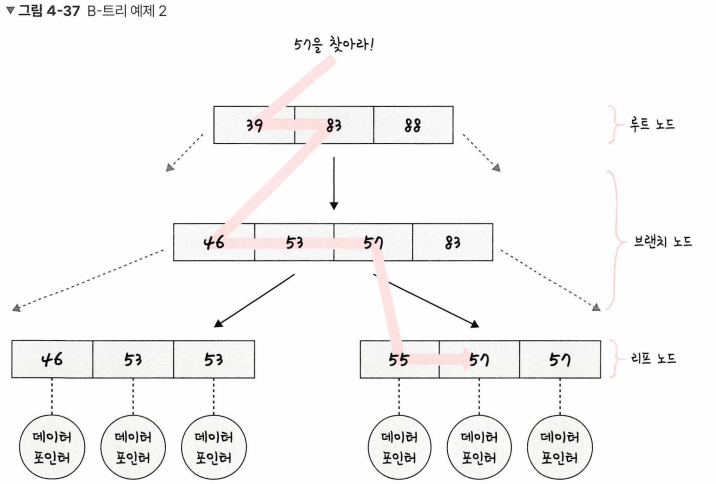 ▼ 그림 4-37 B-트리 예제 2
57을 찾아라!
39 83 88
루트 노드
46 53 57 83
브랜치 노드
46 53 53
55 57 57
리프 노드
데이터
포인터
데이터
포인터
데이터
포인터
데이터
포인터
데이터
포인터
데이터
포인터